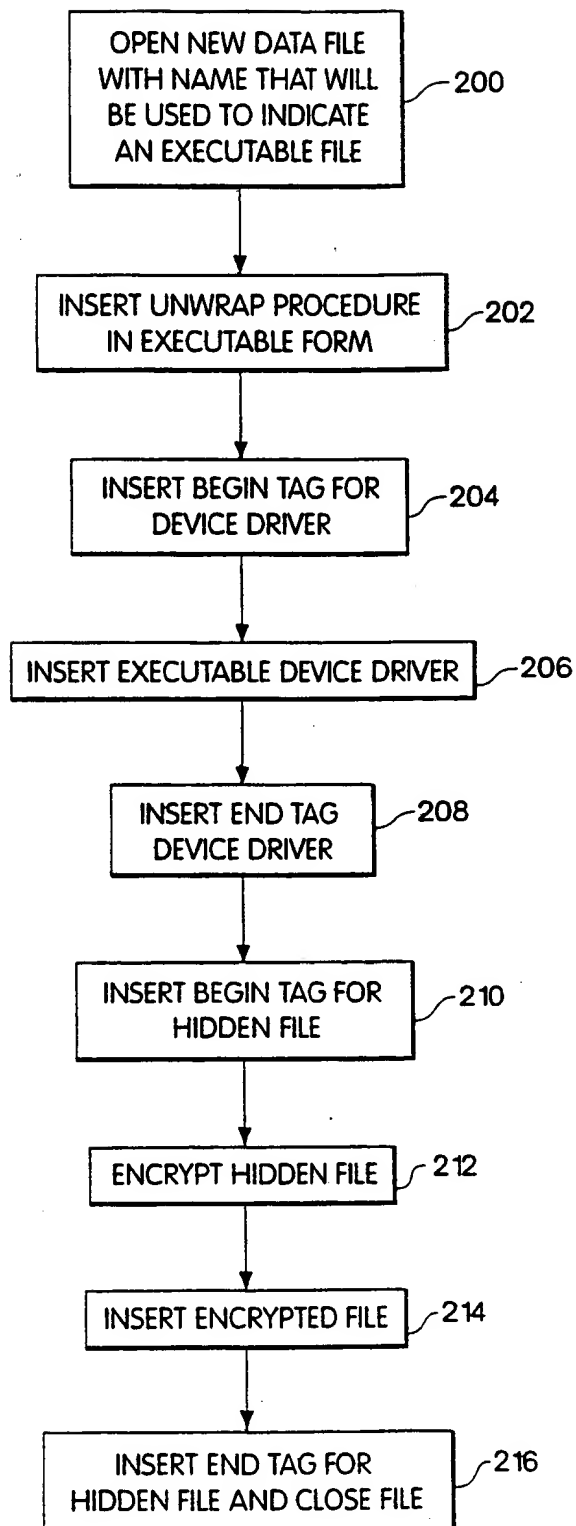 OPEN NEW DATA FILE
WITH NAME THAT WILL
BE USED TO INDICATE
AN EXECUTABLE FILE
200
INSERT UNWRAP PROCEDURE
IN EXECUTABLE FORM
202
INSERT BEGIN TAG FOR
DEVICE DRIVER
204
INSERT EXECUTABLE DEVICE DRIVER
206
INSERT END TAG
DEVICE DRIVER
208
INSERT BEGIN TAG FOR
HIDDEN FILE
210
ENCRYPT HIDDEN FILE
212
INSERT ENCRYPTED FILE
214
INSERT END TAG FOR
HIDDEN FILE AND CLOSE FILE
216